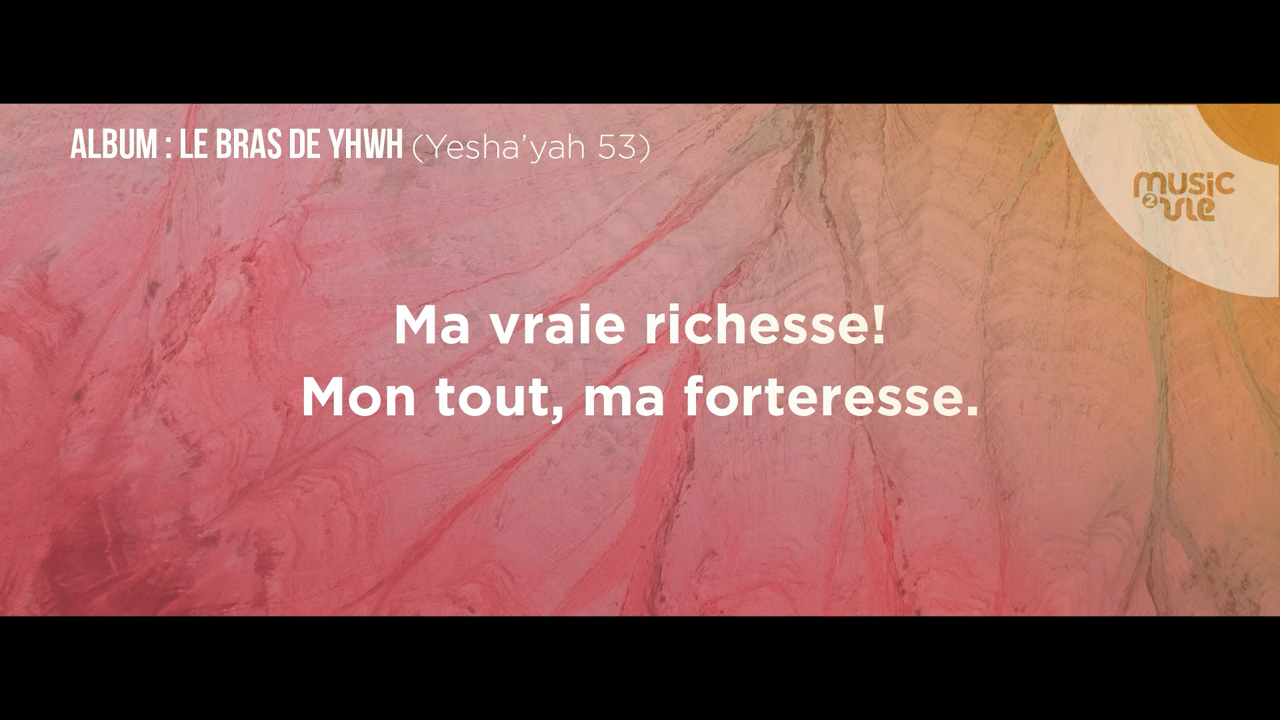 ALBUM : LE BRAS DE YHWH (Yesha'yah 53)
music
2 vie
Ma vraie richesse!
Mon tout, ma forteresse.